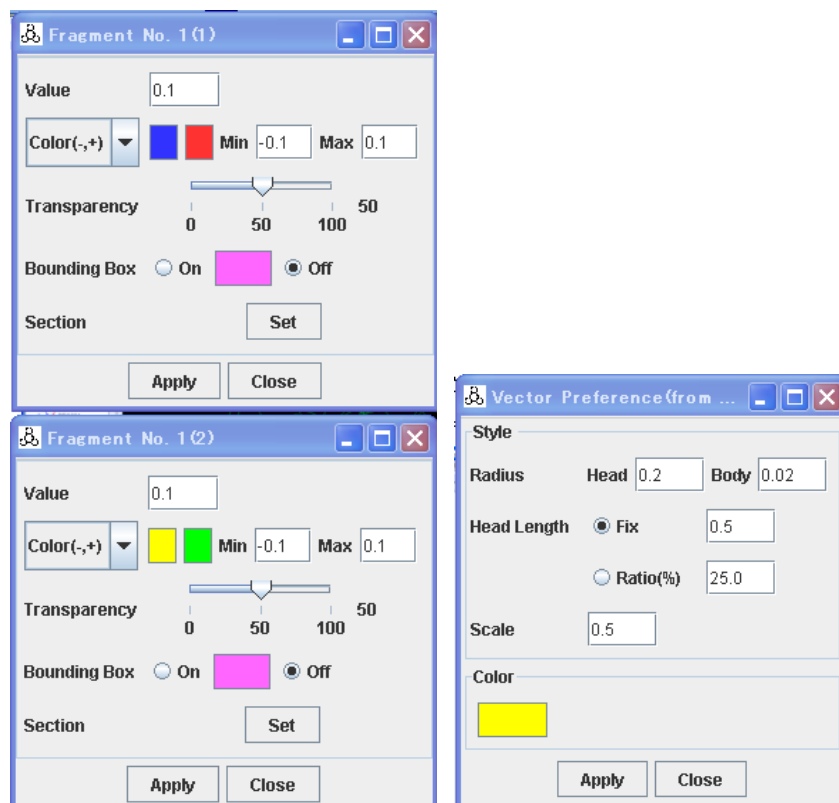 Fragment No. 1(1)
Value 0.1
Color(-,+) Min -0.1 Max 0.1
Transparency 50
0 50 100
Bounding Box On Off
Section Set
Apply Close
Fragment No. 1(2)
Value 0.1
Color(-,+) Min -0.1 Max 0.1
Transparency 50
0 50 100
Bounding Box On Off
Section Set
Apply Close
Vector Preference(from ...
Style
Radius Head 0.2 Body 0.02
Head Length Fix 0.5
Ratio(%) 25.0
Scale 0.5
Color
Apply Close